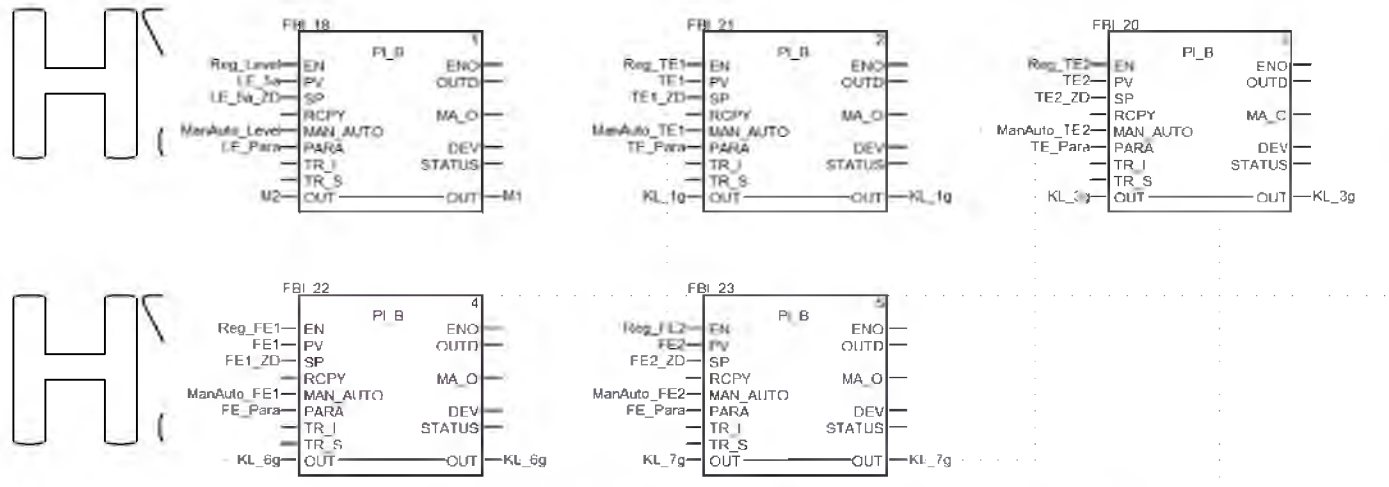 FBI_18
1
PI_B
Reg_Level EN ENO
LE_5a PV OUTD
LE_5a_ZD SP
RCPY MA_O
ManAuto_Level MAN_AUTO
LE_Para PARA DEV
TR_I STATUS
TR_S
M2 OUT OUT M1
FBI_21
2
PI_B
Reg_TE1 EN ENO
TE1 PV OUTD
TE1_ZD SP
RCPY MA_O
ManAuto_TE1 MAN_AUTO
TE_Para PARA DEV
TR_I STATUS
TR_S
KL_1g OUT OUT KL_1g
FBI_20
PI_B
Reg_TE2 EN ENO
TE2 PV OUTD
TE2_ZD SP
RCPY MA_O
ManAuto_TE2 MAN_AUTO
TE_Para PARA DEV
TR_I STATUS
TR_S
KL_3g OUT OUT KL_3g
FBI_22
4
PI_B
Reg_FE1 EN ENO
FE1 PV OUTD
FE1_ZD SP
RCPY MA_O
ManAuto_FE1 MAN_AUTO
FE_Para PARA DEV
TR_I STATUS
TR_S
KL_6g OUT OUT KL_6g
FBI_23
5
PI_B
Reg_FE2 EN ENO
FE2 PV OUTD
FE2_ZD SP
RCPY MA_O
ManAuto_FE2 MAN_AUTO
FE_Para PARA DEV
TR_I STATUS
TR_S
KL_7g OUT OUT KL_7g